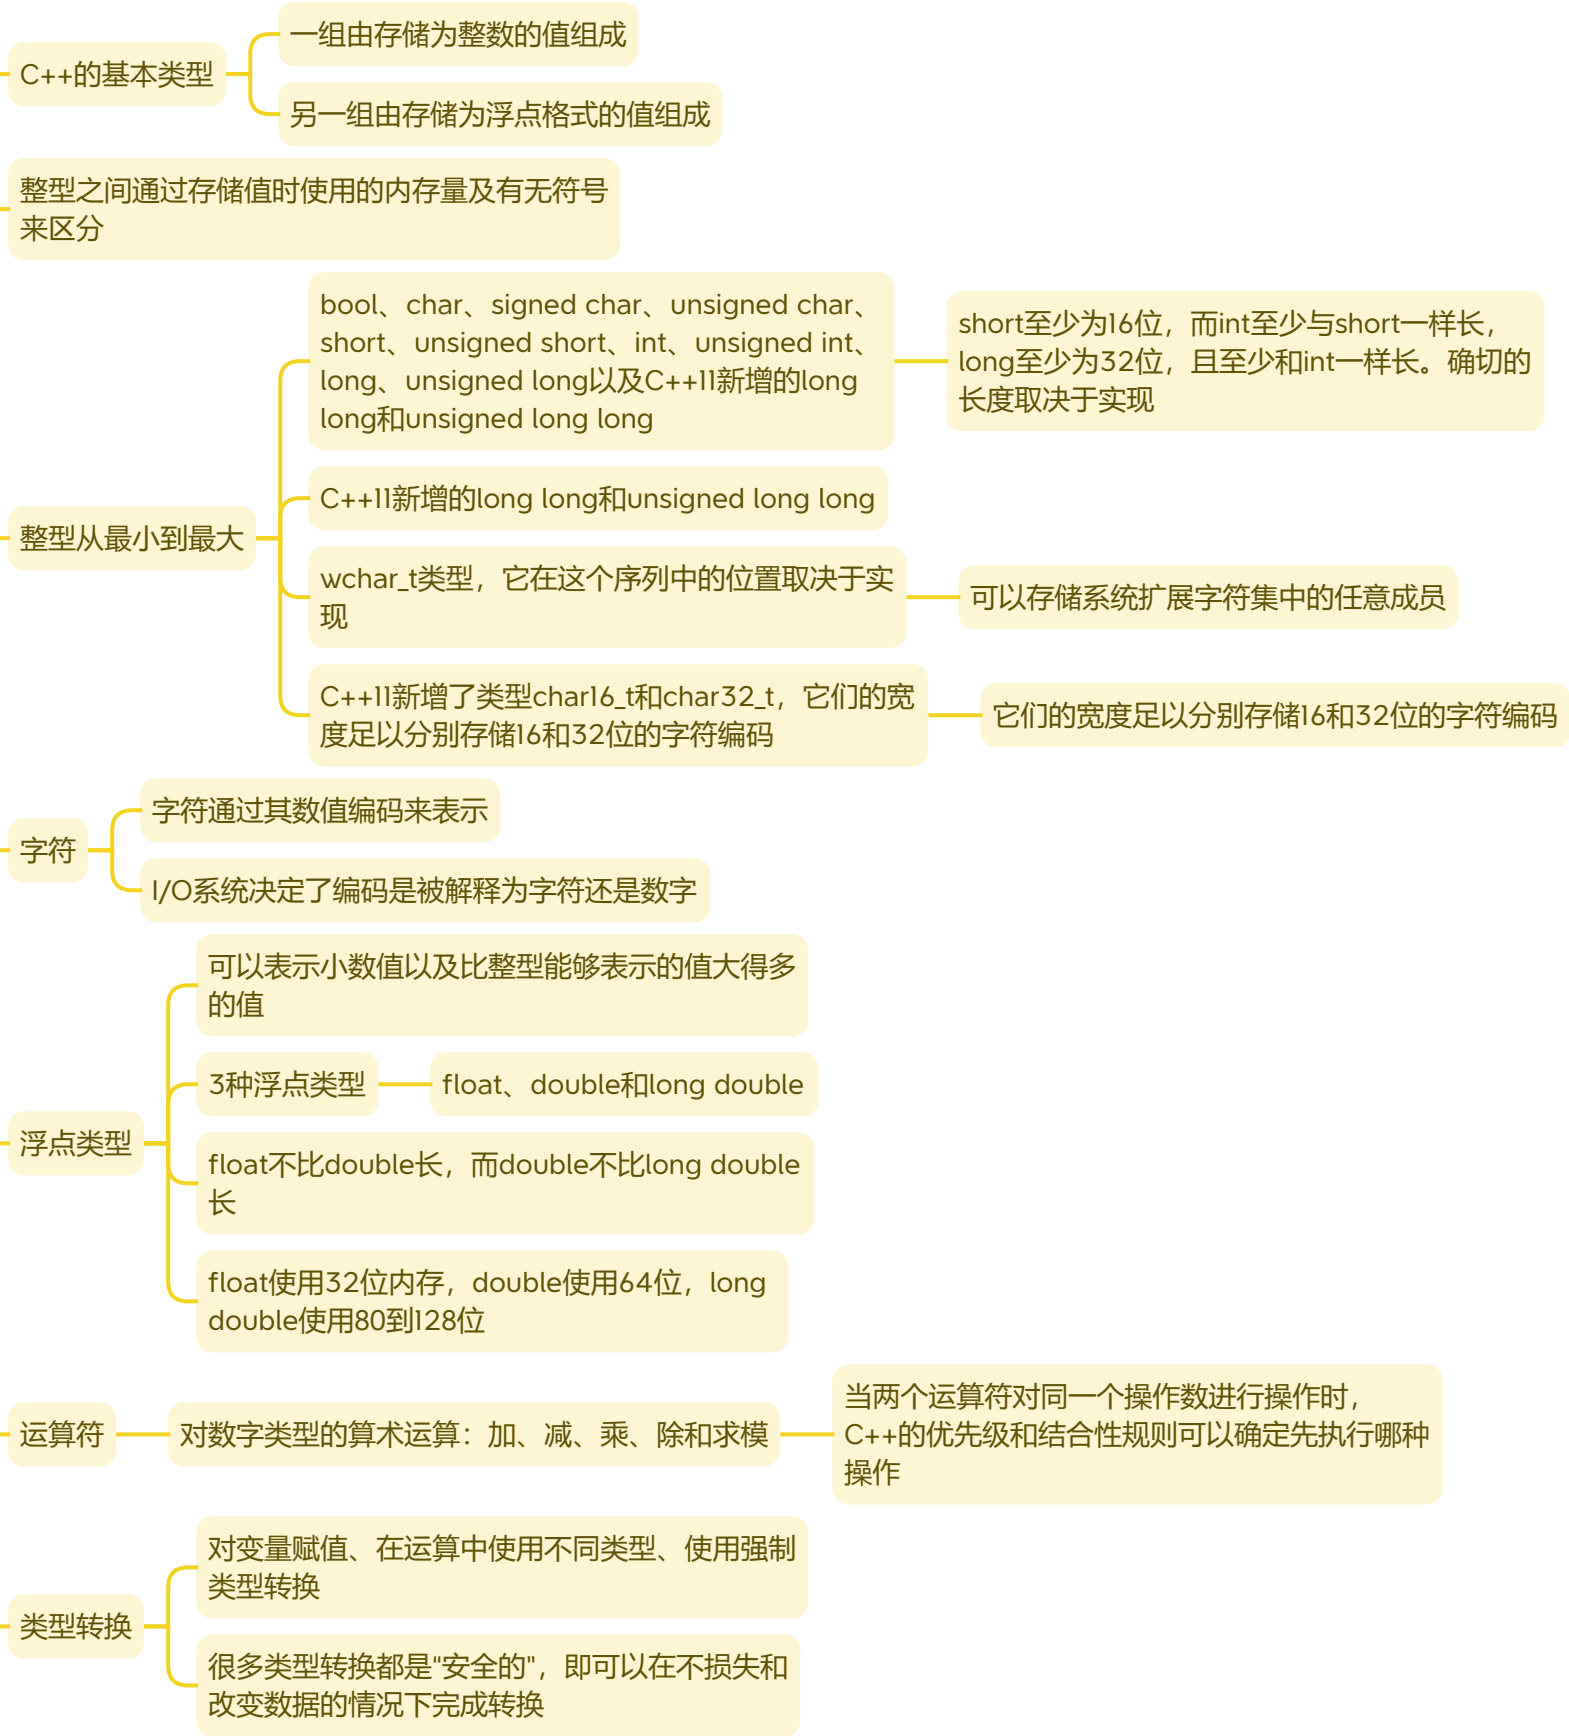 C++的基本类型
一组由存储为整数的值组成
另一组由存储为浮点格式的值组成
整型之间通过存储值时使用的内存量及有无符号
来区分
整型从最小到最大
bool、char、signed char、unsigned char、
short、unsigned short、int、unsigned int、
long、unsigned long以及C++11新增的long
long和unsigned long long
short至少为16位，而int至少与short一样长，
long至少为32位，且至少和int一样长。确切的
长度取决于实现
C++11新增的long long和unsigned long long
wchar_t类型，它在这个序列中的位置取决于实
现
可以存储系统扩展字符集中的任意成员
C++11新增了类型char16_t和char32_t，它们的宽
度足以分别存储16和32位的字符编码
它们的宽度足以分别存储16和32位的字符编码
字符
字符通过其数值编码来表示
I/O系统决定了编码是被解释为字符还是数字
浮点类型
可以表示小数值以及比整型能够表示的值大得多
的值
3种浮点类型
float、double和long double
float不比double长，而double不比long double
长
float使用32位内存，double使用64位，long
double使用80到128位
运算符
对数字类型的算术运算：加、减、乘、除和求模
当两个运算符对同一个操作数进行操作时，
C++的优先级和结合性规则可以确定先执行哪种
操作
类型转换
对变量赋值、在运算中使用不同类型、使用强制
类型转换
很多类型转换都是"安全的"，即可以在不损失和
改变数据的情况下完成转换